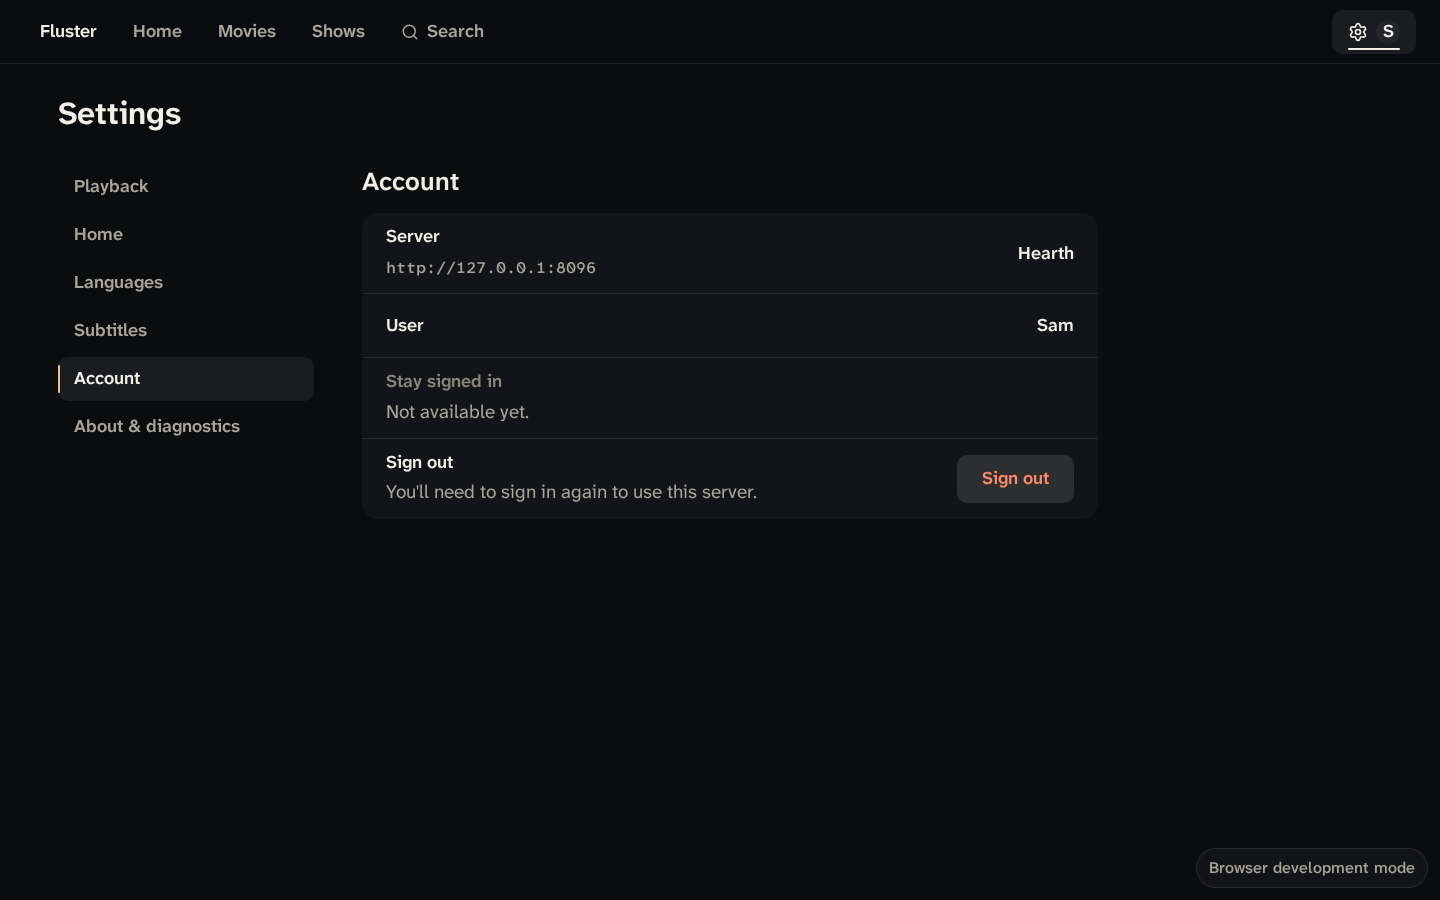 Fluster
Home
Movies
Shows
Search
S
Settings
Playback
Home
Languages
Subtitles
Account
About & diagnostics
Account
Server
http://127.0.0.1:8096
Hearth
User
Sam
Stay signed in
Not available yet.
Sign out
You'll need to sign in again to use this server.
Sign out
Browser development mode